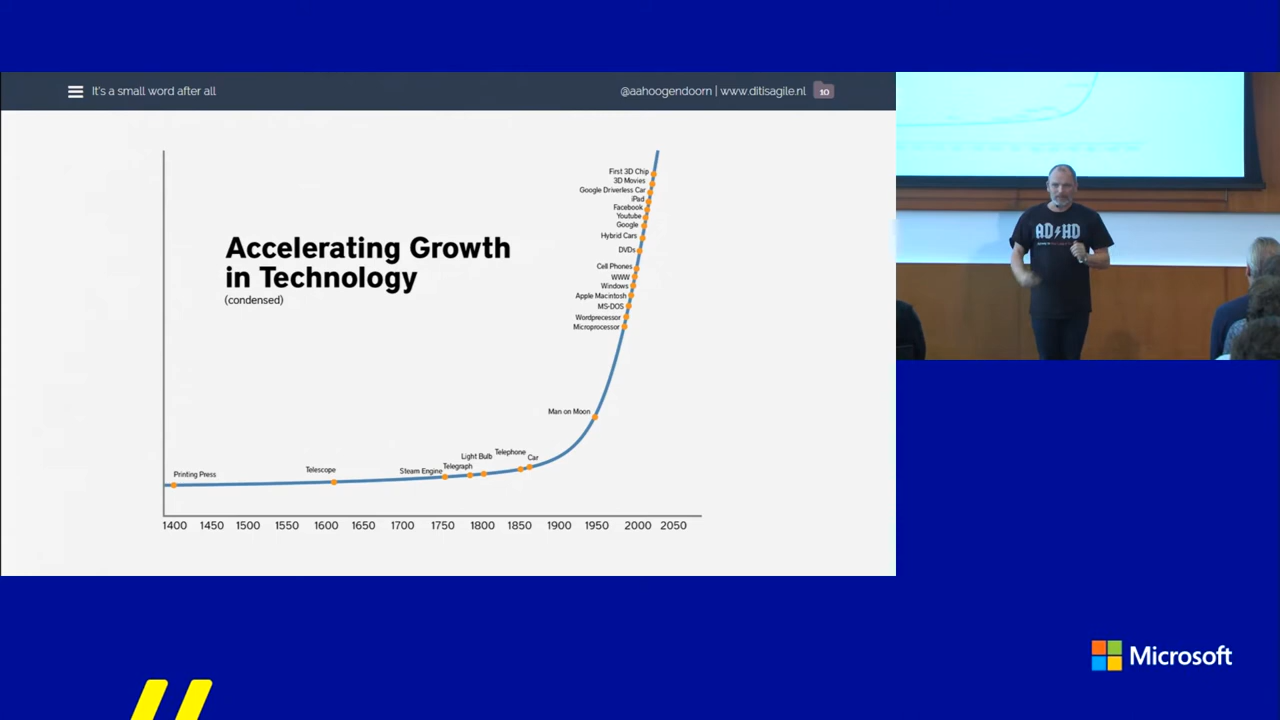 It's a small word after all
@aahoogendoorn | www.ditisagile.nl
10
Accelerating Growth
in Technology
(condensed)
First 3D Chip
3D Movies
Google Driverless Car
iPad
Facebook
Youtube
Google
Hybrid Cars
DVDs
Cell Phones
WWW
Windows
Apple Macintosh
MS-DOS
Wordprecessor
Microprocessor
Man on Moon
Telephone
Light Bulb
Car
Telegraph
Telescope
Steam Engine
Printing Press
1400 1450 1500 1550 1600 1650 1700 1750 1800 1850 1900 1950 2000 2050
AD HD
Microsoft